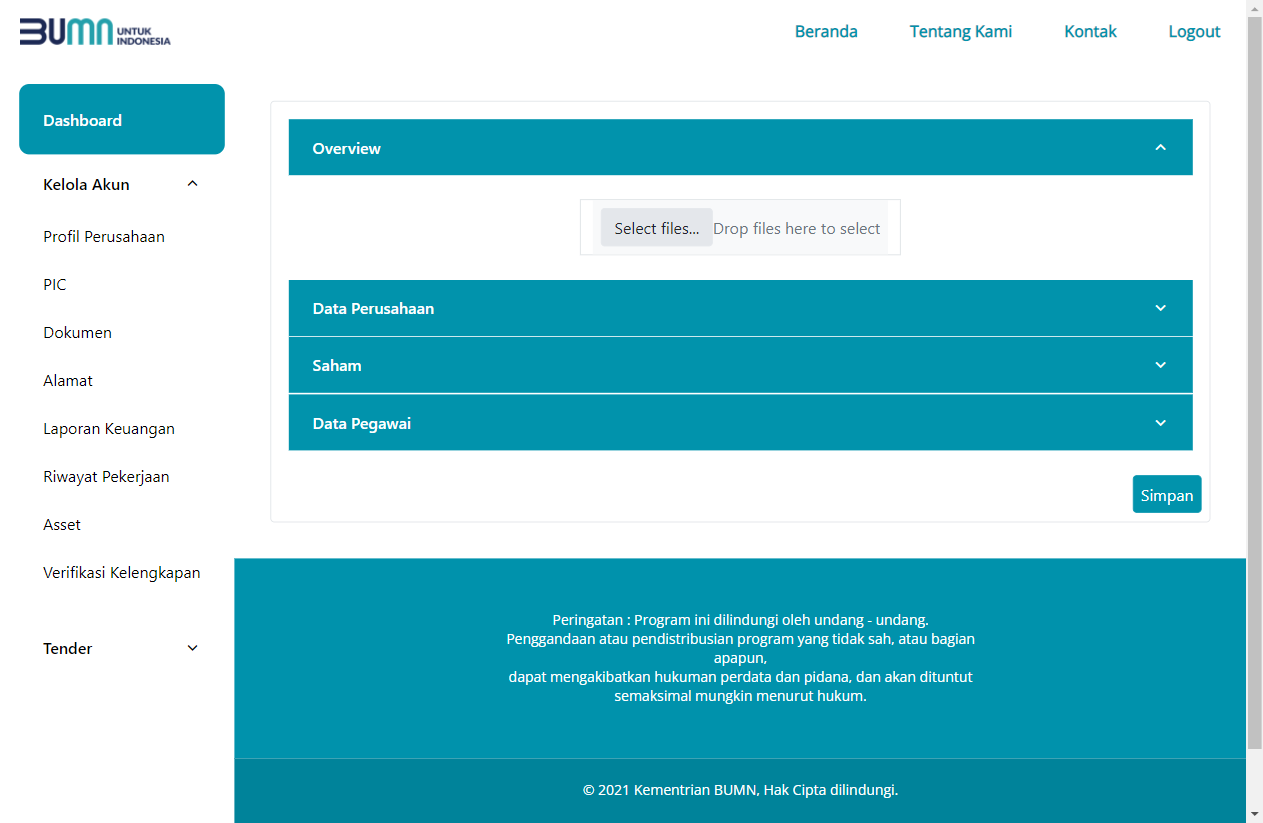 BUMN UNTUK INDONESIA
Beranda
Tentang Kami
Kontak
Logout
Dashboard
Kelola Akun
Profil Perusahaan
PIC
Dokumen
Alamat
Laporan Keuangan
Riwayat Pekerjaan
Asset
Verifikasi Kelengkapan
Tender
Overview
Select files...
Drop files here to select
Data Perusahaan
Saham
Data Pegawai
Simpan
Peringatan : Program ini dilindungi oleh undang - undang.
Penggandaan atau pendistribusian program yang tidak sah, atau bagian
apapun,
dapat mengakibatkan hukuman perdata dan pidana, dan akan dituntut
semaksimal mungkin menurut hukum.
© 2021 Kementrian BUMN, Hak Cipta dilindungi.